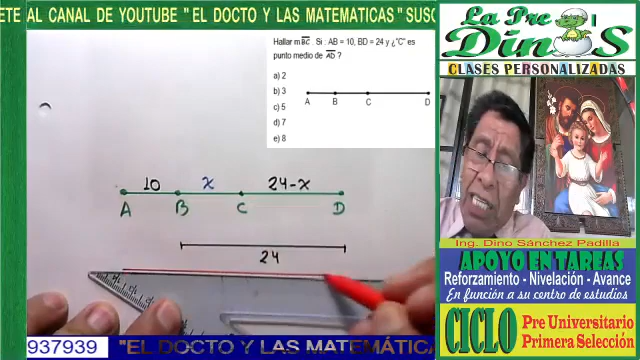 ETE AL CANAL DE YOUTUBE "EL DOCTO Y LAS MATEMATICAS" SUSC
Hallar mBC. Si : AB = 10, BD = 24 y ¿"C" es
punto medio de AD ?
a) 2
b) 3
c) 5
d) 7
e) 8
A B C D
10 x 24-x
A B C D
24
937939 "EL DOCTO Y LAS MATEMÁTICA
La Pre
DinoS
CLASES PERSONALIZADAS
Ing. Dino Sánchez Padilla
APOYO EN TAREAS
Reforzamiento - Nivelación - Avance
En función a su centro de estudios
CICLO Pre Universitario
Primera Selección